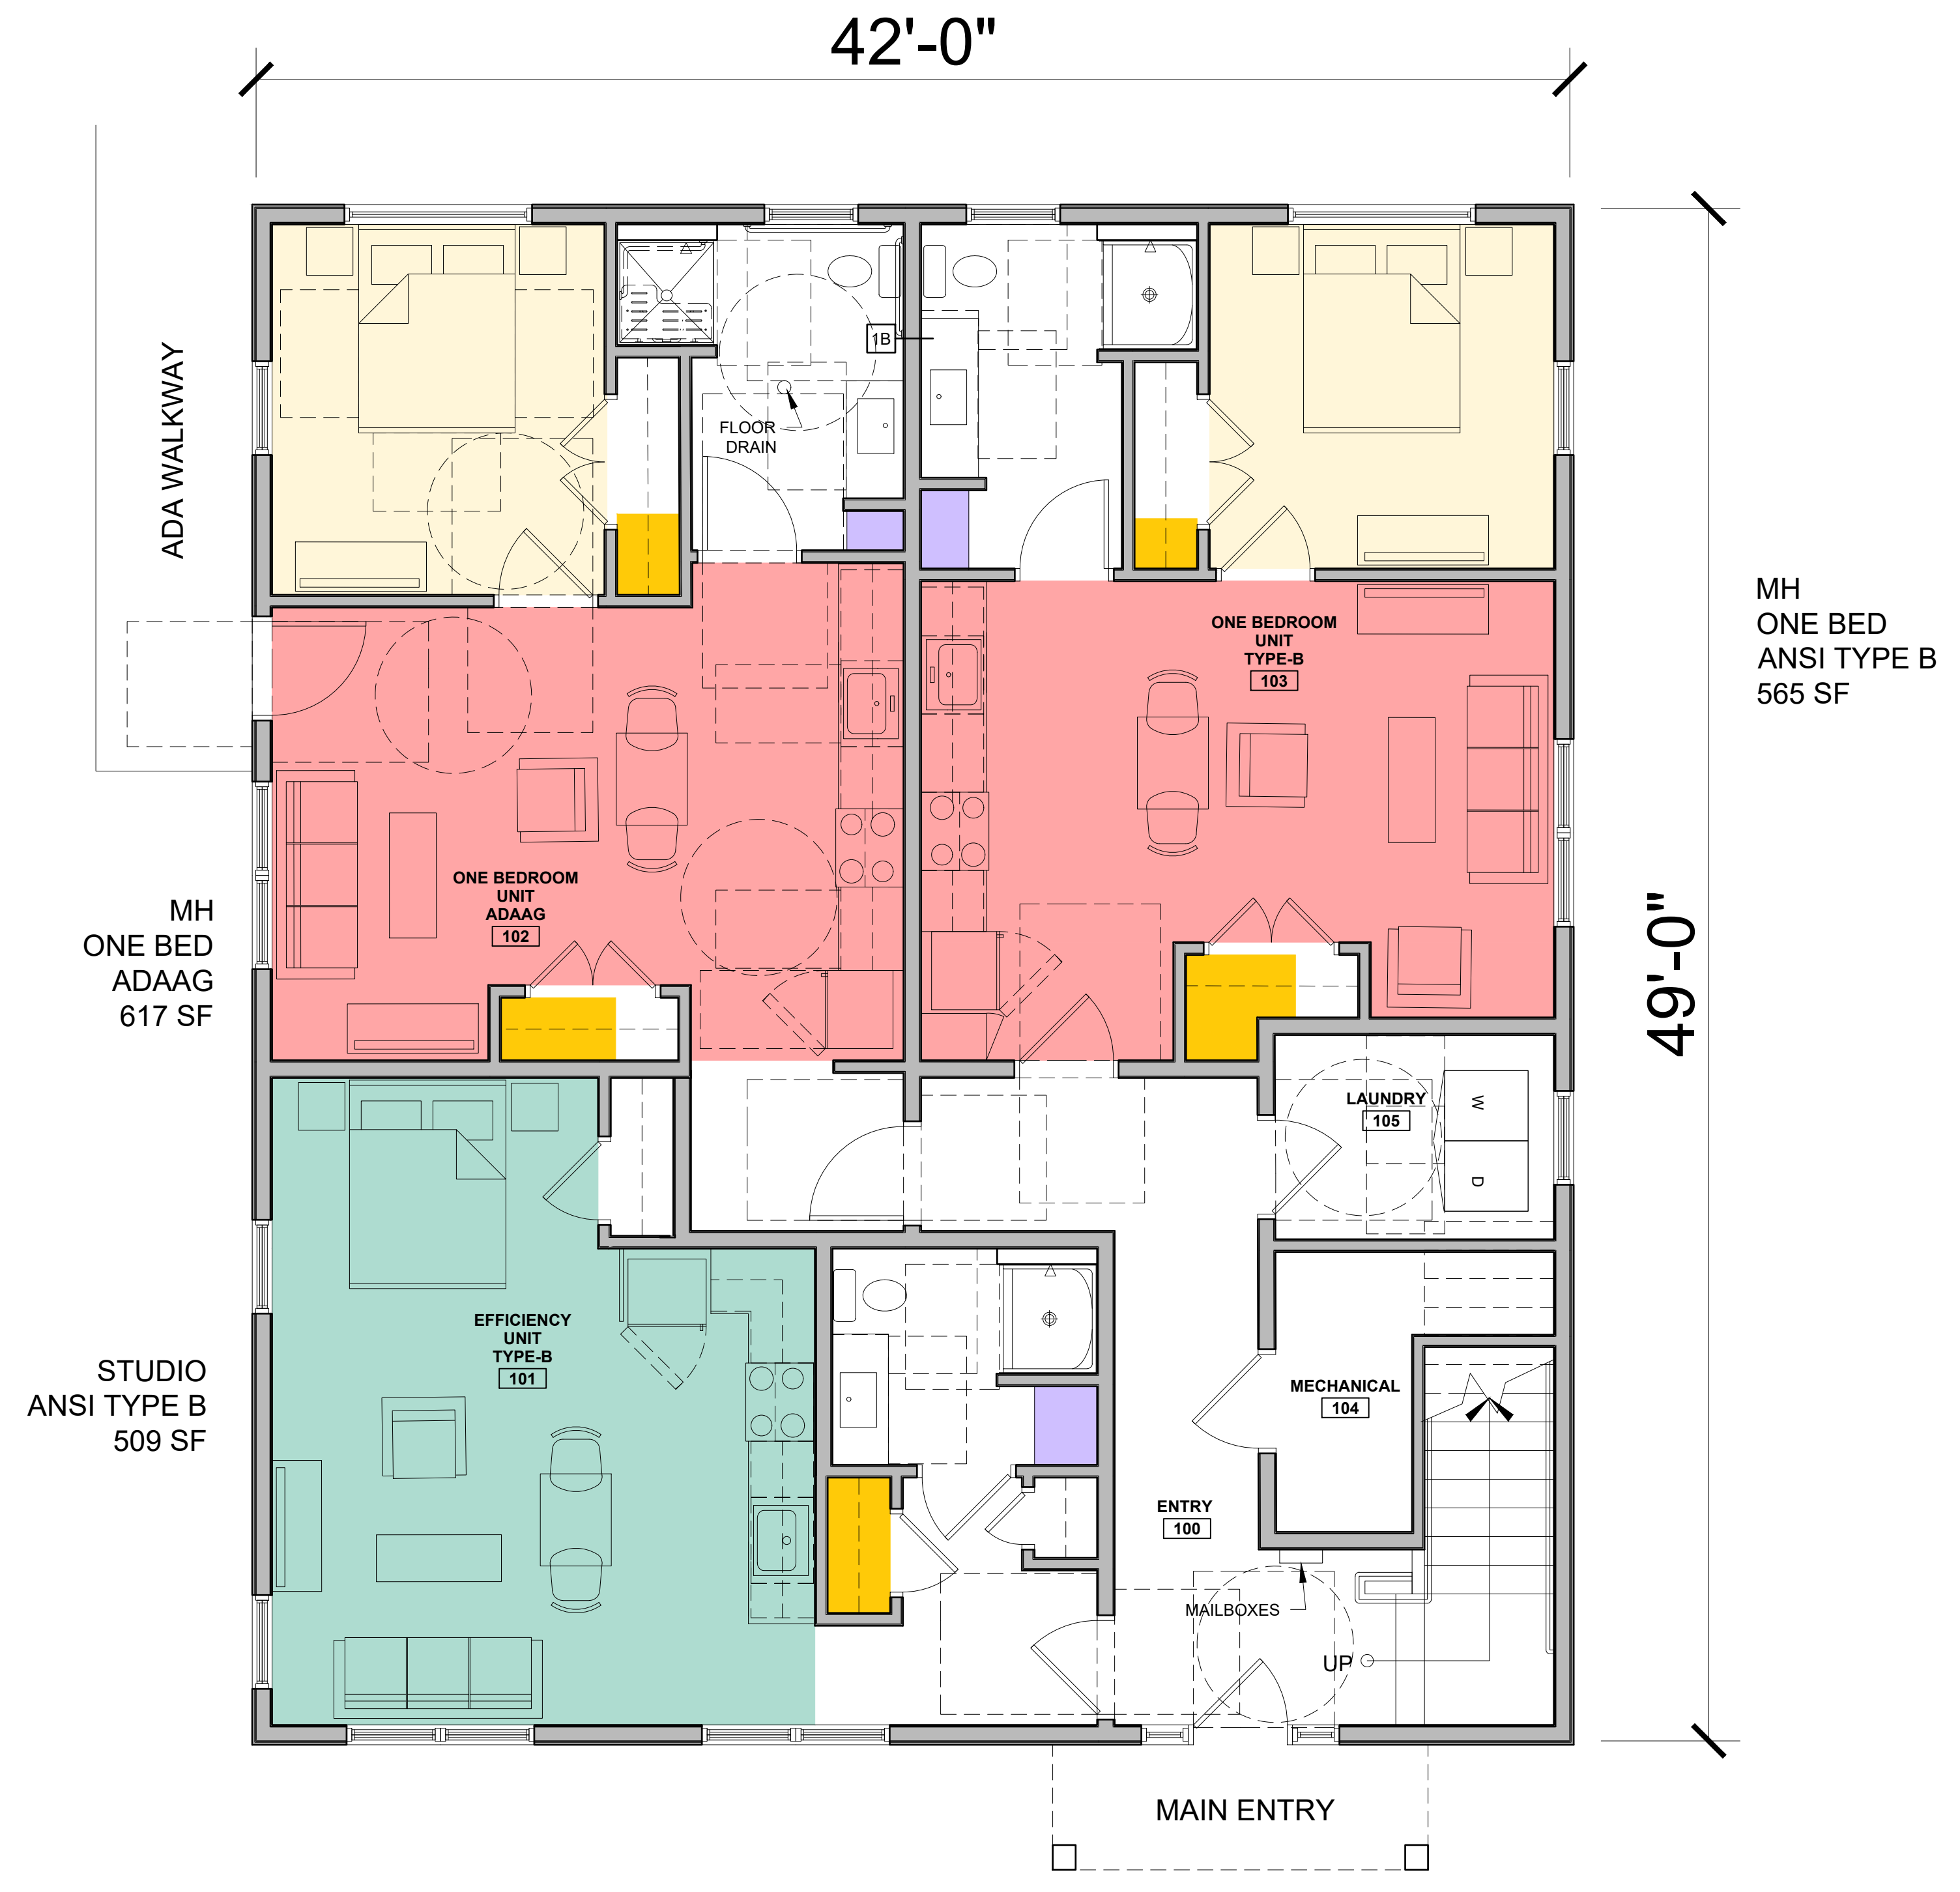 42'-0"
ADA WALKWAY
1B
FLOOR
DRAIN
MH
ONE BED
ANSI TYPE B
565 SF
ONE BEDROOM
UNIT
TYPE-B
103
ONE BEDROOM
UNIT
ADAAG
102
MH
ONE BED
ADAAG
617 SF
49'-0"
LAUNDRY
105
W
D
EFFICIENCY
UNIT
TYPE-B
101
STUDIO
ANSI TYPE B
509 SF
MECHANICAL
104
ENTRY
100
MAILBOXES
UP
MAIN ENTRY